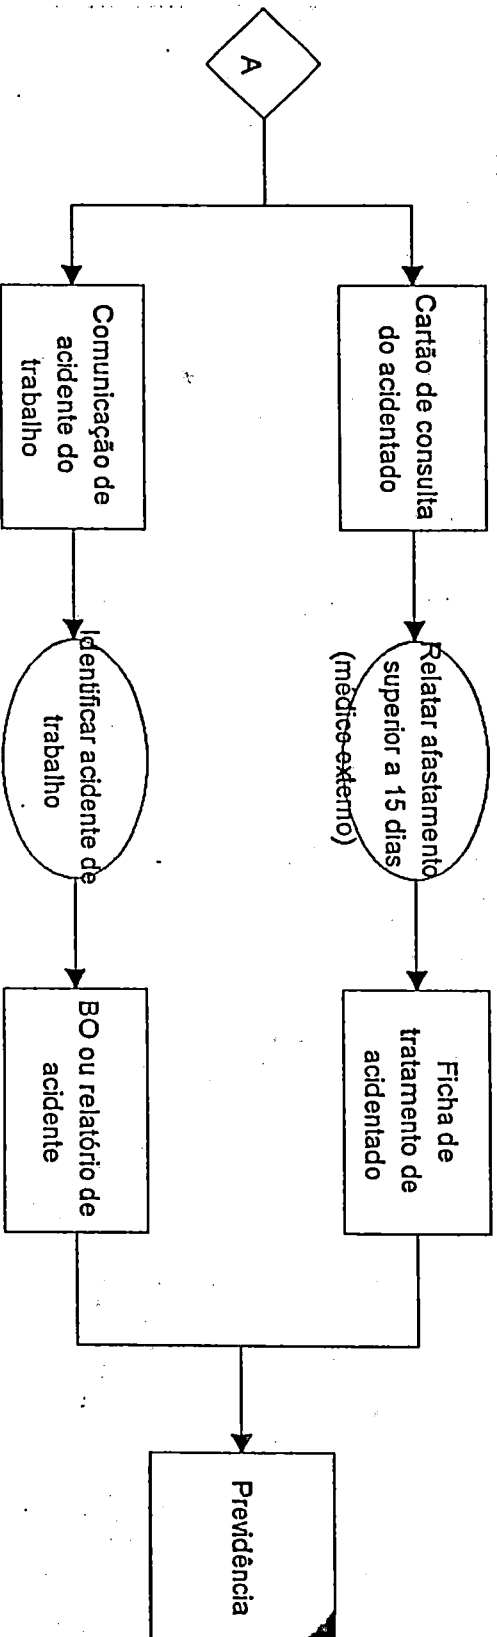 A
Cartão de consulta
do acidentado
Relatar afastamento
superior a 15 dias
(médico externo)
Ficha de
tratamento de
acidentado
Comunicação de
acidente do
trabalho
Identificar acidente de
trabalho
BO ou relatório de
acidente
Previdência